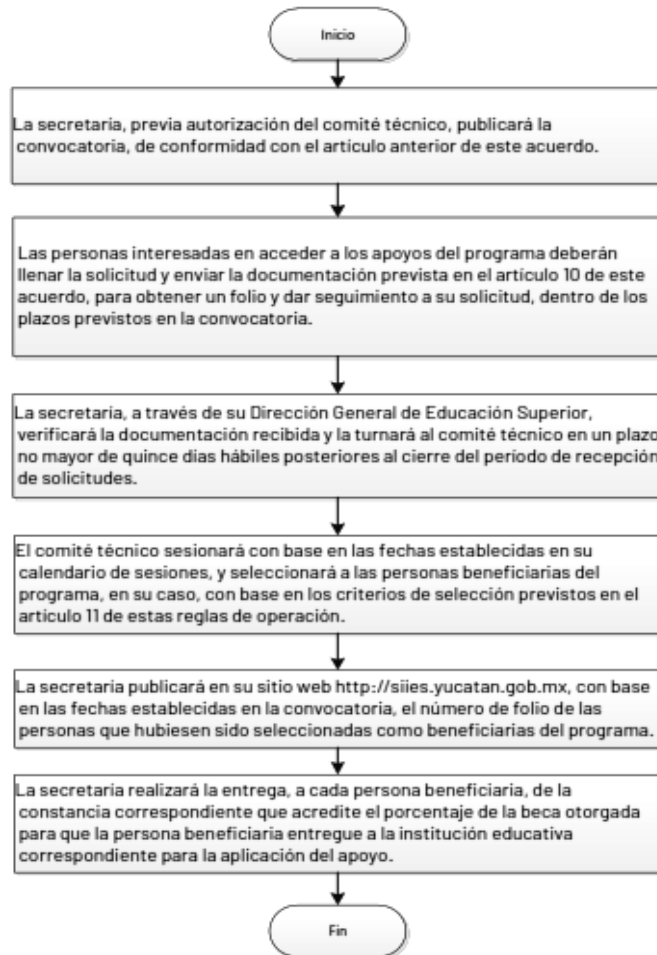 Inicio
La secretaría, previa autorización del comité técnico, publicará la
convocatoria, de conformidad con el artículo anterior de este acuerdo.
Las personas interesadas en acceder a los apoyos del programa deberán
llenar la solicitud y enviar la documentación prevista en el artículo 10 de este
acuerdo, para obtener un folio y dar seguimiento a su solicitud, dentro de los
plazos previstos en la convocatoria.
La secretaría, a través de su Dirección General de Educación Superior,
verificará la documentación recibida y la turnará al comité técnico en un plazo
no mayor de quince días hábiles posteriores al cierre del período de recepción
de solicitudes.
El comité técnico sesionará con base en las fechas establecidas en su
calendario de sesiones, y seleccionará a las personas beneficiarias del
programa, en su caso, con base en los criterios de selección previstos en el
artículo 11 de estas reglas de operación.
La secretaría publicará en su sitio web http://siies.yucatan.gob.mx, con base
en las fechas establecidas en la convocatoria, el número de folio de las
personas que hubiesen sido seleccionadas como beneficiarias del programa.
La secretaría realizará la entrega, a cada persona beneficiaria, de la
constancia correspondiente que acredite el porcentaje de la beca otorgada
para que la persona beneficiaria entregue a la institución educativa
correspondiente para la aplicación del apoyo.
Fin